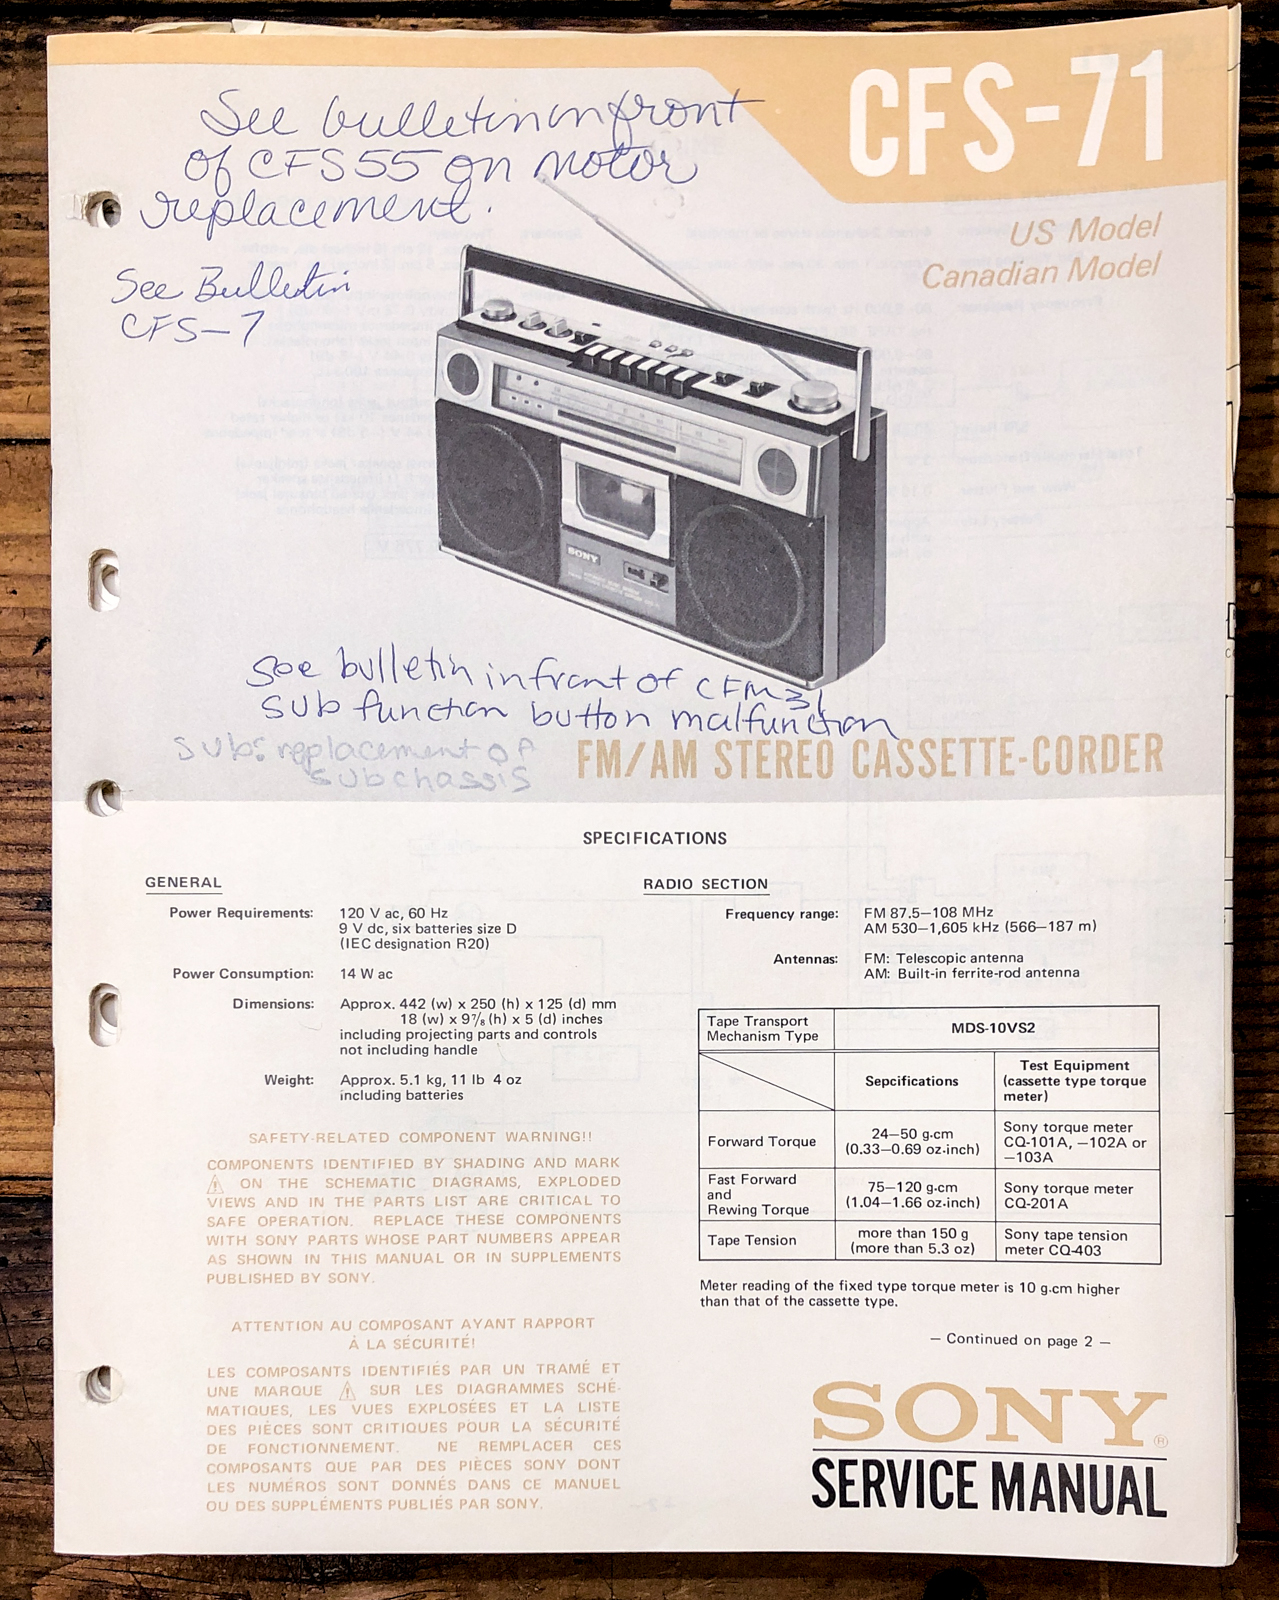 CFS-71
US Model
Canadian Model
See bulletin in front
of CFS55 on motor
replacement.
See Bulletin
CFS-7
SONY
See bulletin in front of CFM31
sub function button malfunction
sub: replacement of
subchassis
FM/AM STEREO CASSETTE-CORDER
SPECIFICATIONS
GENERAL
Power Requirements: 120 V ac, 60 Hz
9 V dc, six batteries size D
(IEC designation R20)
Power Consumption: 14 W ac
Dimensions: Approx. 442 (w) x 250 (h) x 125 (d) mm
18 (w) x 9⅞ (h) x 5 (d) inches
including projecting parts and controls
not including handle
Weight: Approx. 5.1 kg, 11 lb 4 oz
including batteries
SAFETY-RELATED COMPONENT WARNING!!
COMPONENTS IDENTIFIED BY SHADING AND MARK
⚠ ON THE SCHEMATIC DIAGRAMS, EXPLODED
VIEWS AND IN THE PARTS LIST ARE CRITICAL TO
SAFE OPERATION. REPLACE THESE COMPONENTS
WITH SONY PARTS WHOSE PART NUMBERS APPEAR
AS SHOWN IN THIS MANUAL OR IN SUPPLEMENTS
PUBLISHED BY SONY.
ATTENTION AU COMPOSANT AYANT RAPPORT
À LA SÉCURITÉ!
LES COMPOSANTS IDENTIFIÉS PAR UN TRAMÉ ET
UNE MARQUE ⚠ SUR LES DIAGRAMMES SCHÉ-
MATIQUES, LES VUES EXPLOSÉES ET LA LISTE
DES PIÈCES SONT CRITIQUES POUR LA SÉCURITÉ
DE FONCTIONNEMENT. NE REMPLACER CES
COMPOSANTS QUE PAR DES PIÈCES SONY DONT
LES NUMÉROS SONT DONNÉS DANS CE MANUEL
OU DES SUPPLÉMENTS PUBLIÉS PAR SONY.
RADIO SECTION
Frequency range: FM 87.5–108 MHz
AM 530–1,605 kHz (566–187 m)
Antennas: FM: Telescopic antenna
AM: Built-in ferrite-rod antenna
Tape Transport
Mechanism Type
MDS-10VS2
Sepcifications
Test Equipment
(cassette type torque
meter)
Forward Torque
24–50 g.cm
(0.33–0.69 oz-inch)
Sony torque meter
CQ-101A, –102A or
–103A
Fast Forward
and
Rewing Torque
75–120 g.cm
(1.04–1.66 oz-inch)
Sony torque meter
CQ-201A
Tape Tension
more than 150 g
(more than 5.3 oz)
Sony tape tension
meter CQ-403
Meter reading of the fixed type torque meter is 10 g.cm higher
than that of the cassette type.
– Continued on page 2 –
SONY®
SERVICE MANUAL